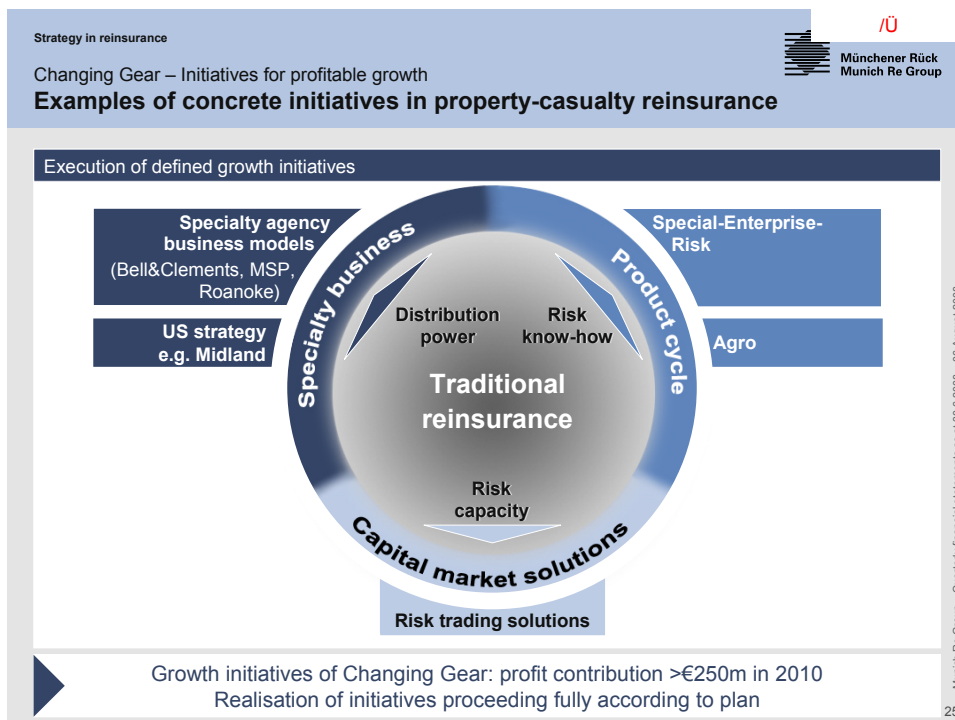 /Ü
Strategy in reinsurance
Münchener Rück
Munich Re Group
Changing Gear – Initiatives for profitable growth
Examples of concrete initiatives in property-casualty reinsurance
Execution of defined growth initiatives
Specialty agency
business models
(Bell&Clements, MSP,
Roanoke)
US strategy
e.g. Midland
Specialty business
Product cycle
Capital market solutions
Distribution
power
Risk
know-how
Traditional
reinsurance
Risk
capacity
Special-Enterprise-
Risk
Agro
Risk trading solutions
Growth initiatives of Changing Gear: profit contribution >€250m in 2010
Realisation of initiatives proceeding fully according to plan
25